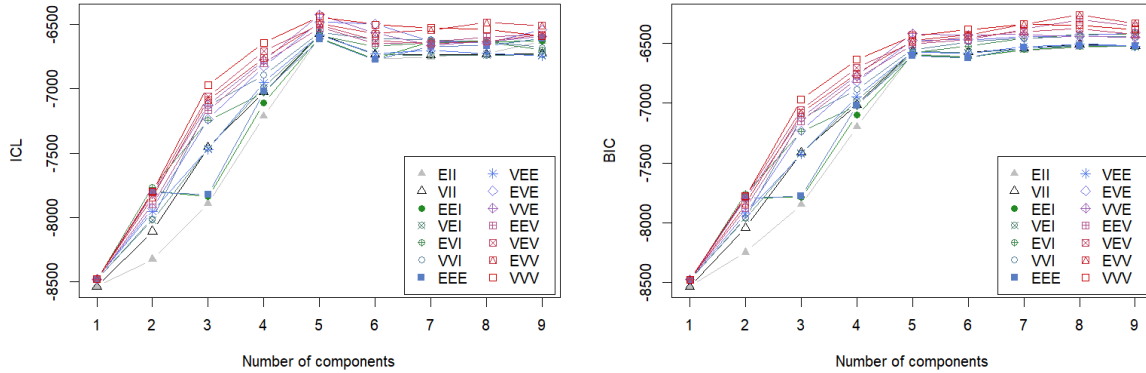 ICL
-6500
-7000
-7500
-8000
-8500
EII
VII
EEI
VEI
EVI
VVI
EEE
VEE
EVE
VVE
EEV
VEV
EVV
VVV
1 2 3 4 5 6 7 8 9
Number of components
BIC
-6500
-7000
-7500
-8000
-8500
EII
VII
EEI
VEI
EVI
VVI
EEE
VEE
EVE
VVE
EEV
VEV
EVV
VVV
1 2 3 4 5 6 7 8 9
Number of components